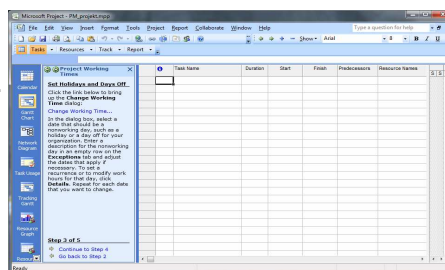 Microsoft Project - PM_projekt.mpp
File Edit View Insert Format Tools Project Report Collaborate Window Help
Type a question for help
Show Arial 8 B I U
Tasks Resources Track Report
Project Working Times
Task Name Duration Start Finish Predecessors Resource Names
S S
Set Holidays and Days Off
Click the link below to bring
up the Change Working
Time dialog:
Change Working Time...
In the dialog box, select a
date that should be a
nonworking day, such as a
holiday or a day off for your
organization. Enter a
description for the nonworking
day in an empty row on the
Exceptions tab and adjust
the dates that apply if
necessary. To set a
recurrence or to modify work
hours for that day, click
Details. Repeat for each date
that you want to change.
Step 3 of 5
Continue to Step 4
Go back to Step 2
Calendar
Gantt
Chart
Network
Diagram
Task Usage
Tracking
Gantt
Resource
Graph
Resour
Ready